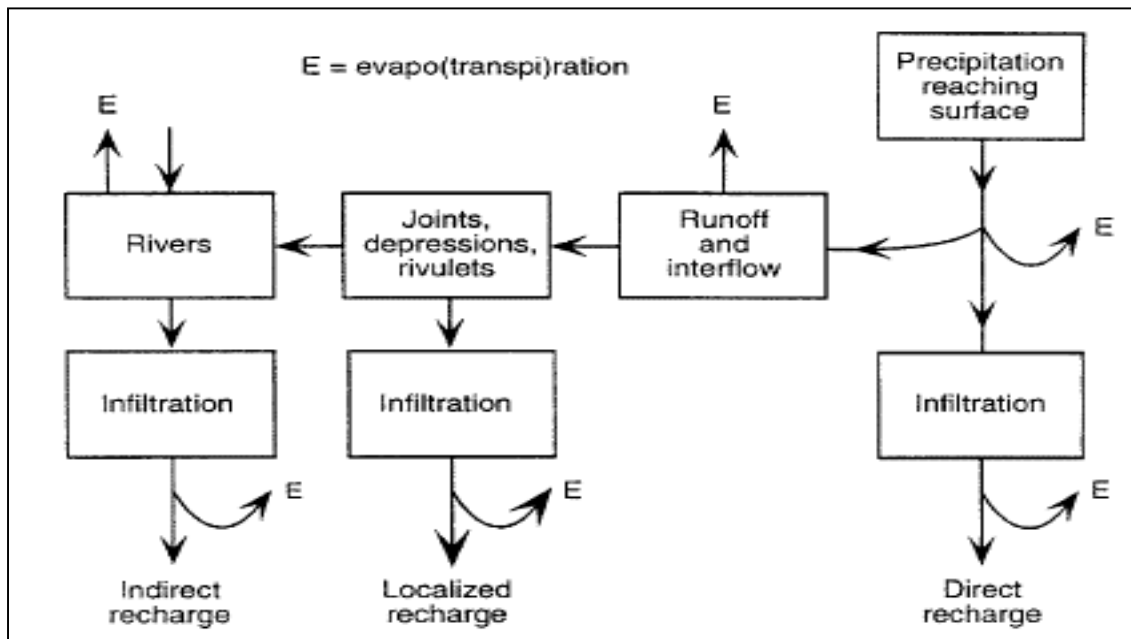 E = evapo(transpi)ration
Precipitation
reaching
surface
E
E
Rivers
Joints,
depressions,
rivulets
Runoff
and
interflow
E
Infiltration
Infiltration
Infiltration
E
E
E
Indirect
recharge
Localized
recharge
Direct
recharge